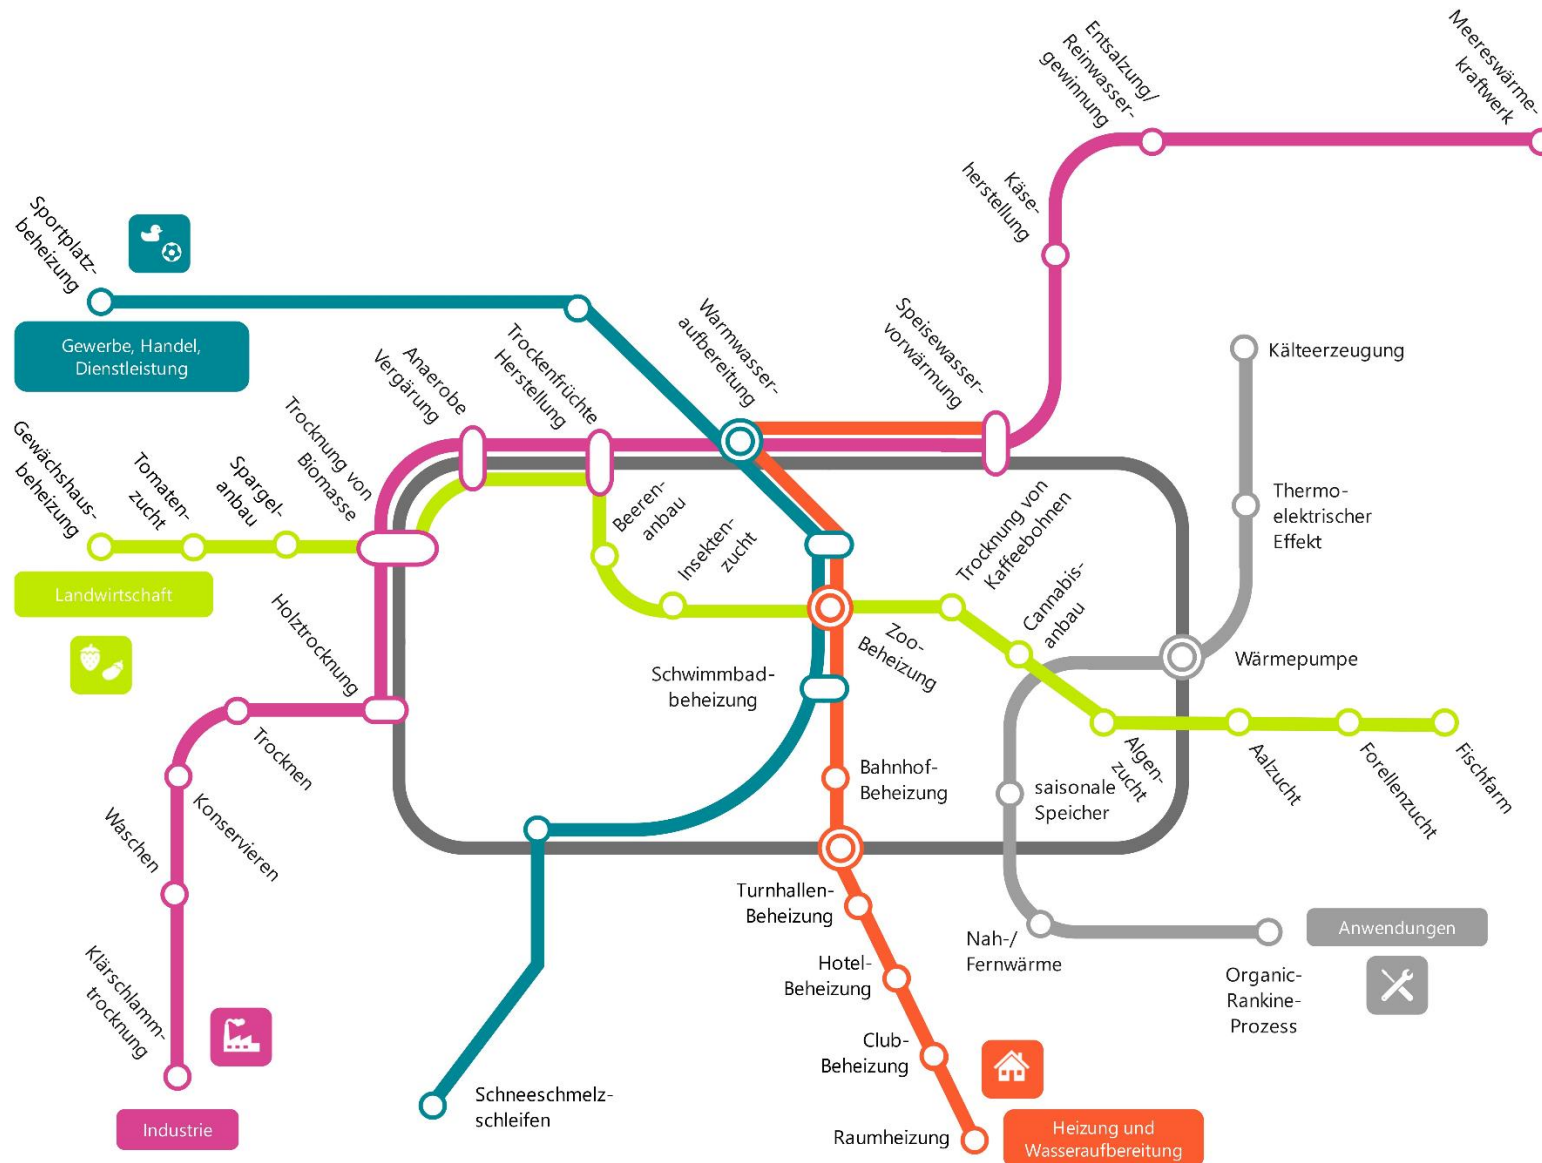 Entsalzung/
Reinwasser-
gewinnung
Meereswärme-
kraftwerk
Käse-
herstellung
Sportplatz-
beheizung
Gewerbe, Handel,
Dienstleistung
Anaerobe
Vergärung
Trockenfrüchte
Herstellung
Warmwasser-
aufbereitung
Speisewasser-
vorwärmung
Kälteerzeugung
Gewächshaus-
beheizung
Tomaten-
zucht
Spargel-
anbau
Trocknung von
Biomasse
Beeren-
anbau
Insekten-
zucht
Trocknung von
Kaffeebohnen
Cannabis-
anbau
Thermo-
elektrischer
Effekt
Landwirtschaft
Holztrocknung
Zoo-
Beheizung
Schwimmbad-
beheizung
Wärmepumpe
Trocknen
Konservieren
Waschen
Bahnhof-
Beheizung
saisonale
Speicher
Algen-
zucht
Aalzucht
Forellenzucht
Fischfarm
Turnhallen-
Beheizung
Nah-/
Fernwärme
Anwendungen
Organic-
Rankine-
Prozess
Hotel-
Beheizung
Klärschlamm-
trocknung
Club-
Beheizung
Schneeschmelz-
schleifen
Raumheizung
Industrie
Heizung und
Wasseraufbereitung